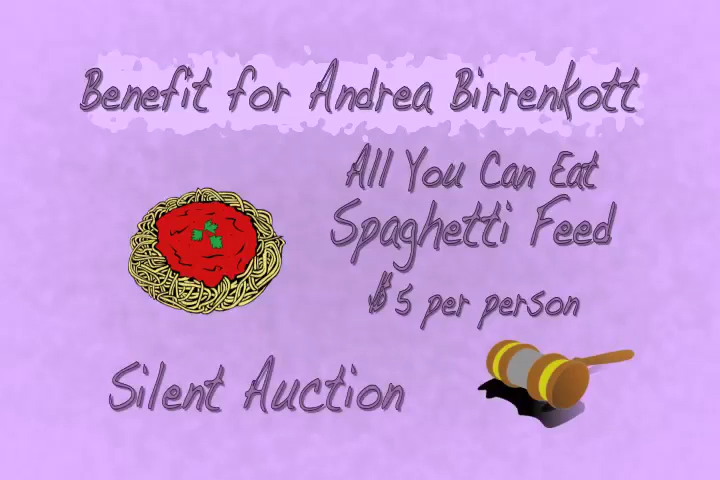 Benefit for Andrea Birrenkott
All You Can Eat
Spaghetti Feed
$5 per person
Silent Auction